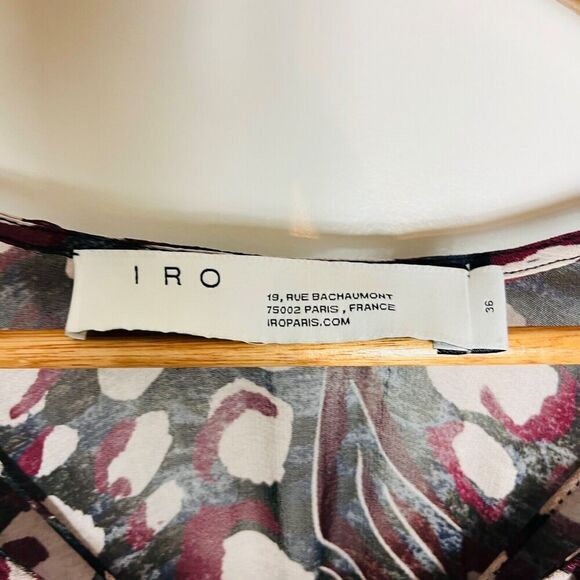 IRO
19, RUE BACHAUMONT
75002 PARIS , FRANCE
IROPARIS.COM
36